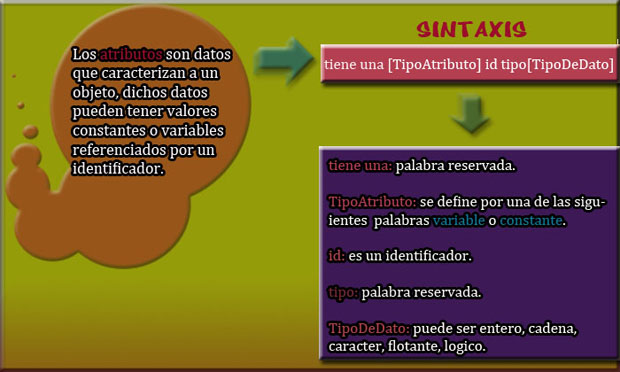 Los atributos son datos
que caracterizan a un
objeto, dichos datos
pueden tener valores
constantes o variables
referenciados por un
identificador.
SINTAXIS
tiene una [TipoAtributo] id tipo[TipoDeDato]
tiene una: palabra reservada.
TipoAtributo: se define por una de las sigu-
ientes palabras variable o constante.
id: es un identificador.
tipo: palabra reservada.
TipoDeDato: puede ser entero, cadena,
caracter, flotante, logico.